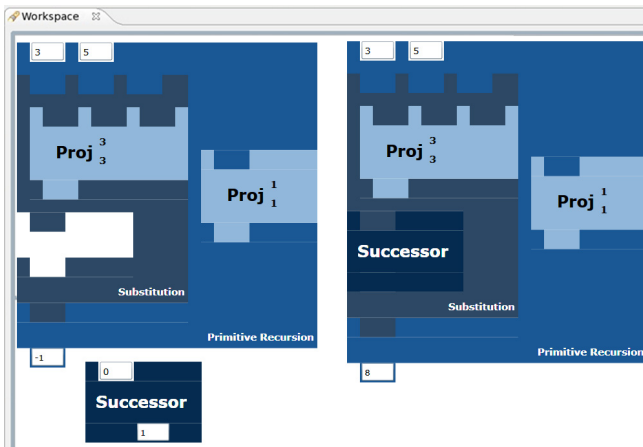 Workspace
3 5
Proj 3 3
Proj 1 1
Substitution
Primitive Recursion
-1
0
Successor
1
3 5
Proj 3 3
Proj 1 1
Successor
Substitution
Primitive Recursion
8